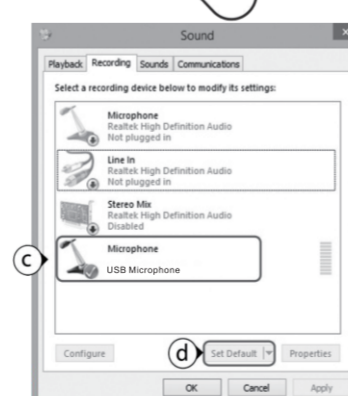 Sound
Playback Recording Sounds Communications
Select a recording device below to modify its settings:
Microphone
Realtek High Definition Audio
Not plugged in
Line In
Realtek High Definition Audio
Not plugged in
Stereo Mix
Realtek High Definition Audio
Disabled
c
Microphone
USB Microphone
Configure d Set Default Properties
OK Cancel Apply